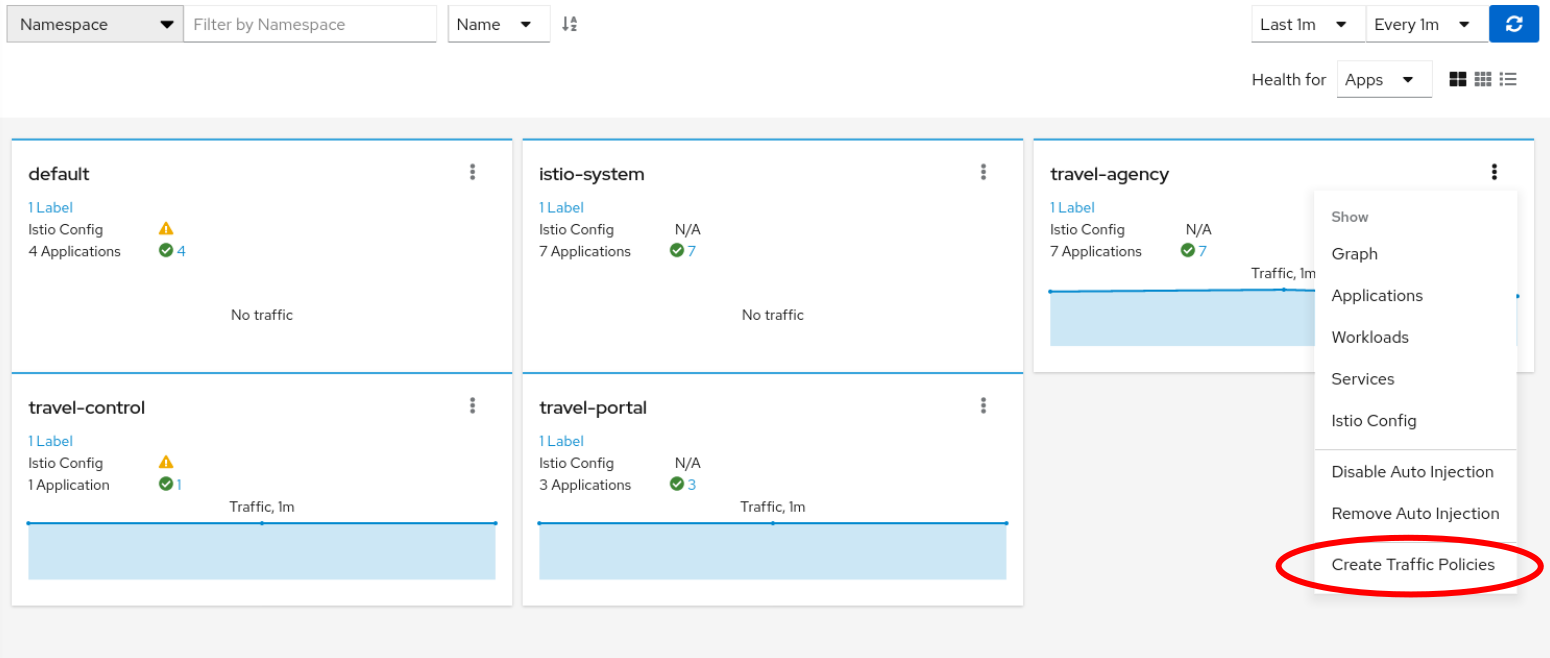 Namespace Filter by Namespace Name Last 1m Every 1m
Health for Apps
default
1 Label
Istio Config
4 Applications 4
No traffic
istio-system
1 Label
Istio Config N/A
7 Applications 7
No traffic
travel-agency
1 Label
Istio Config N/A
7 Applications 7
Traffic, 1m
Show
Graph
Applications
Workloads
Services
Istio Config
Disable Auto Injection
Remove Auto Injection
Create Traffic Policies
travel-control
1 Label
Istio Config
1 Application 1
Traffic, 1m
travel-portal
1 Label
Istio Config N/A
3 Applications 3
Traffic, 1m